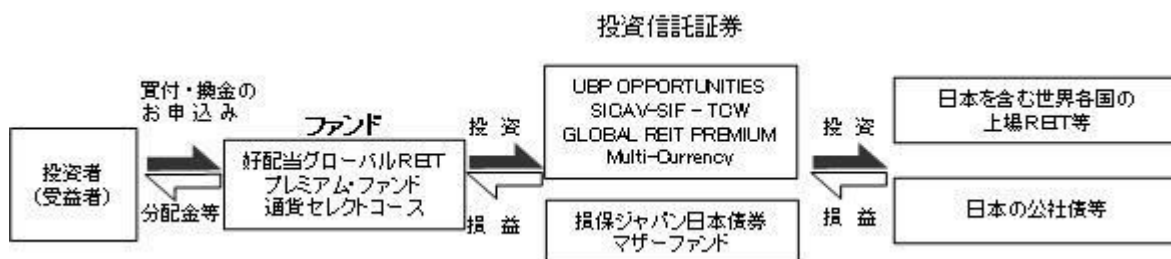 投資信託証券
買付・換金の
お申込み
ファンド
投資
投資
投資者
(受益者)
好配当グローバルREIT
プレミアム・ファンド
通貨セレクトコース
UBP OPPORTUNITIES
SICAV-SIF - TCW
GLOBAL REIT PREMIUM
Multi-Currency
日本を含む世界各国の
上場REIT等
分配金等
損益
損益
損保ジャパン日本債券
マザーファンド
日本の公社債等